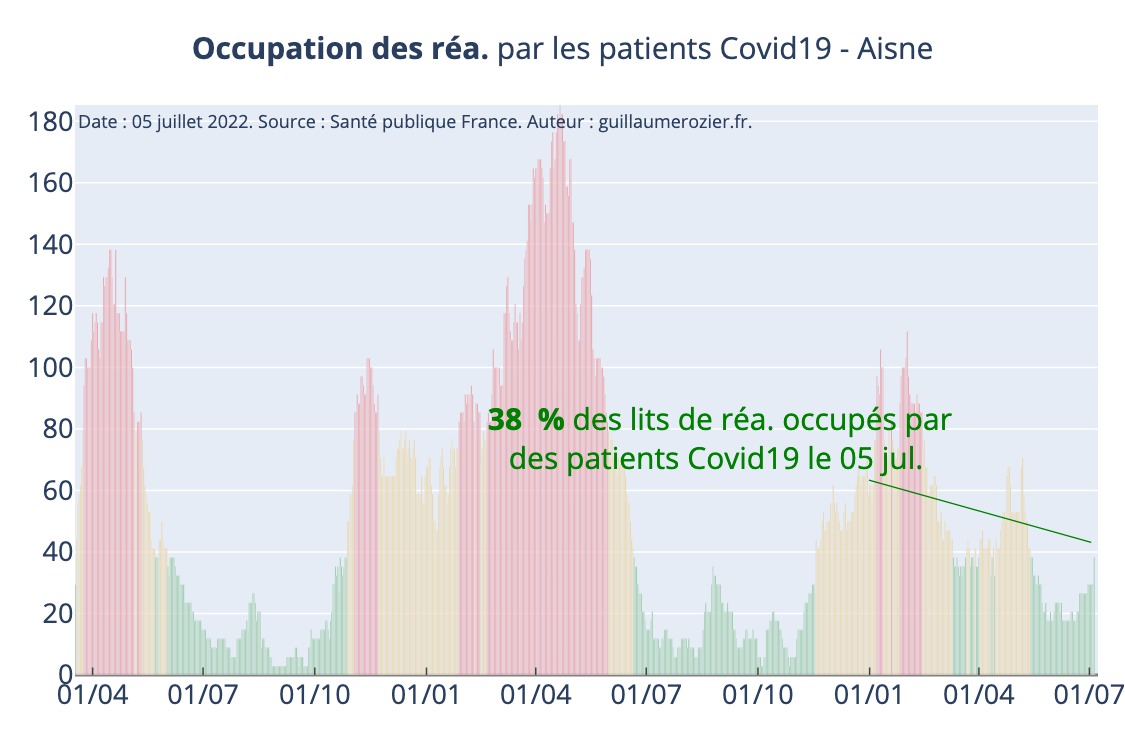 Occupation des réa. par les patients Covid19 - Aisne
180
Date : 05 juillet 2022. Source : Santé publique France. Auteur : guillaumerozier.fr.
160
140
120
100
80
38 % des lits de réa. occupés par
des patients Covid19 le 05 jul.
60
40
20
0
01/04 01/07 01/10 01/01 01/04 01/07 01/10 01/01 01/04 01/07